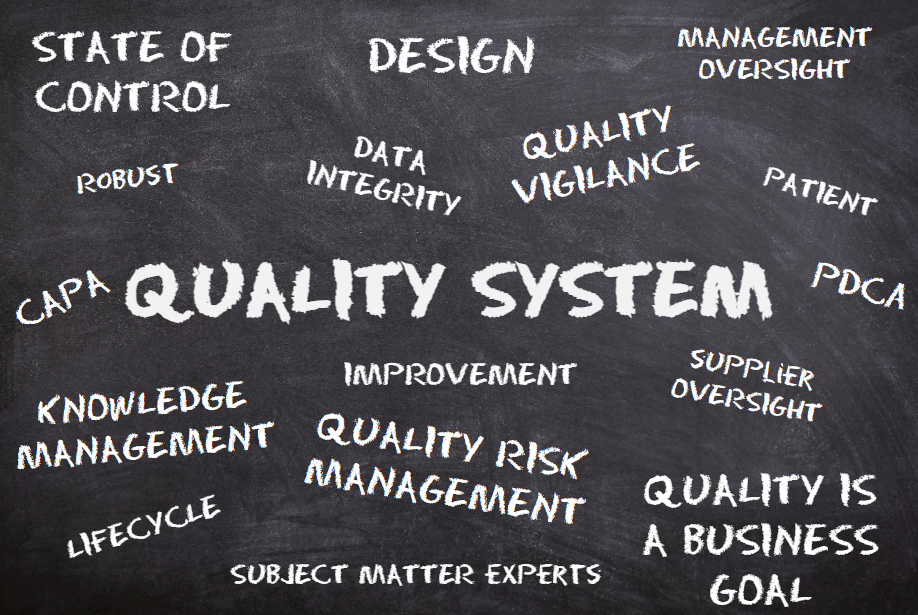 STATE OF
CONTROL
DESIGN
MANAGEMENT
OVERSIGHT
ROBUST
DATA
INTEGRITY
QUALITY
VIGILANCE
PATIENT
CAPA
QUALITY SYSTEM
PDCA
IMPROVEMENT
SUPPLIER
OVERSIGHT
KNOWLEDGE
MANAGEMENT
QUALITY RISK
MANAGEMENT
LIFECYCLE
QUALITY IS
A BUSINESS
GOAL
SUBJECT MATTER EXPERTS